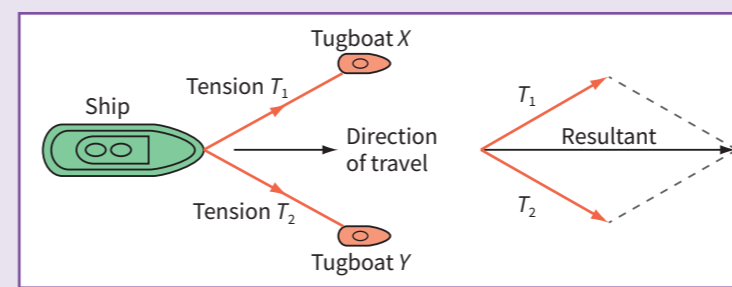 Tugboat X
Tension T₁
Ship
Direction
of travel
Tension T₂
Tugboat Y
T₁
Resultant
T₂